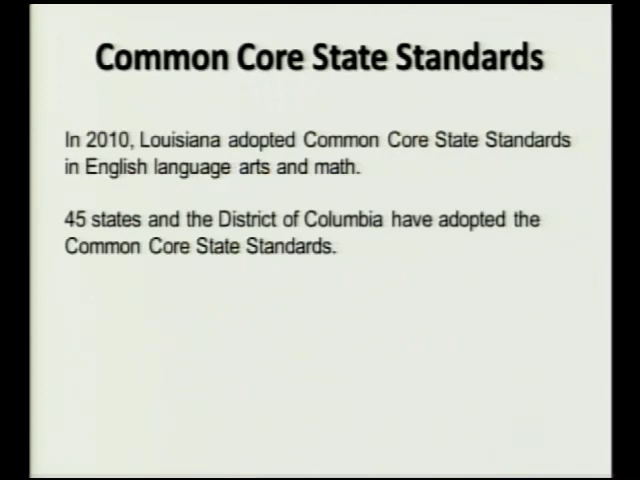 Common Core State Standards
In 2010, Louisiana adopted Common Core State Standards
in English language arts and math.
45 states and the District of Columbia have adopted the
Common Core State Standards.